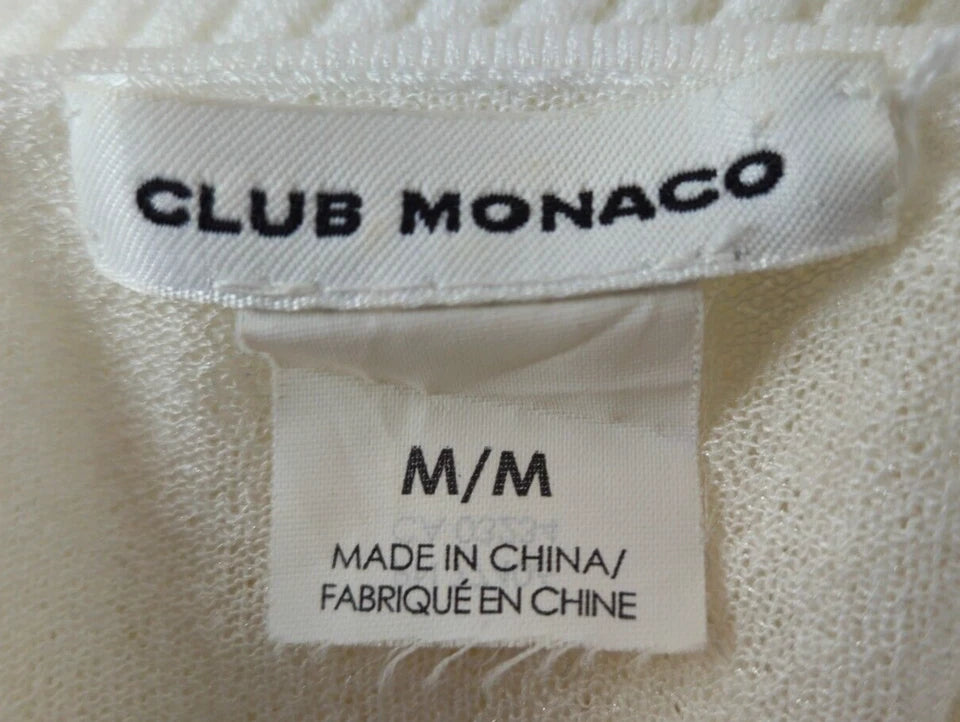 CLUB MONACO
M/M
MADE IN CHINA/
FABRIQUÉ EN CHINE